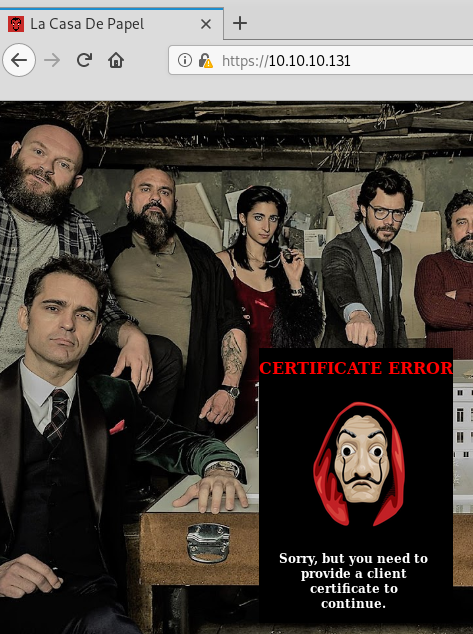 La Casa De Papel
https://10.10.10.131
CERTIFICATE ERROR
Sorry, but you need to
provide a client
certificate to
continue.